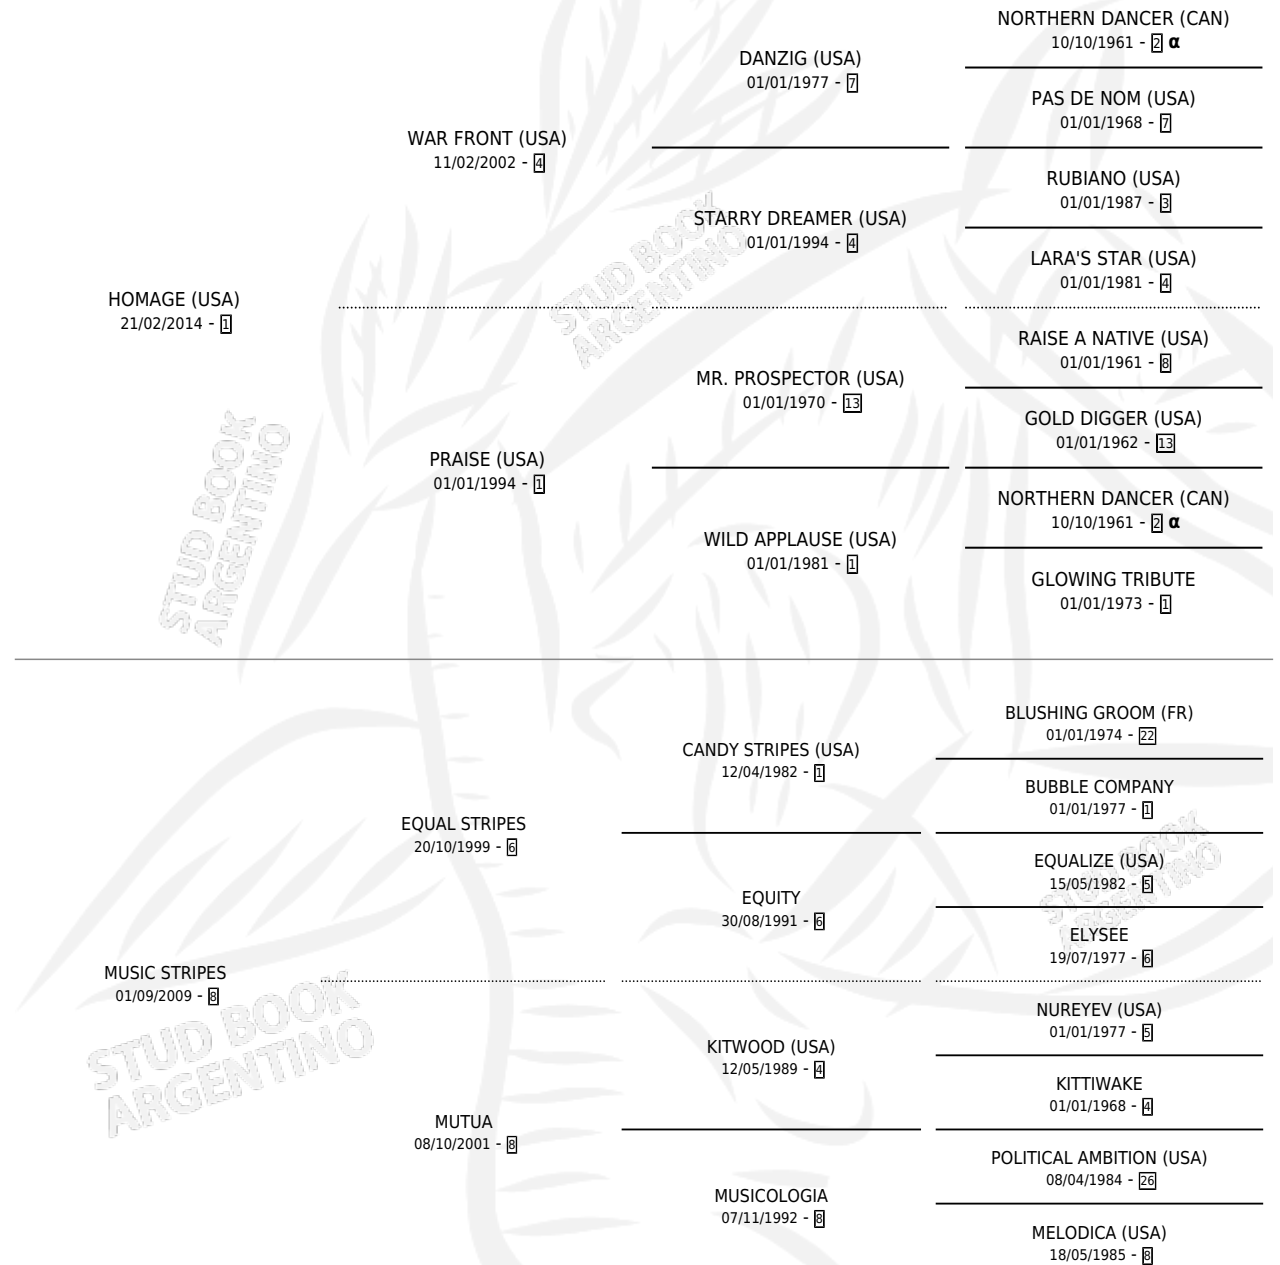 NORTHERN DANCER (CAN)
10/10/1961 - 2 α
DANZIG (USA)
01/01/1977 - 7
PAS DE NOM (USA)
01/01/1968 - 7
WAR FRONT (USA)
11/02/2002 - 4
RUBIANO (USA)
01/01/1987 - 3
STARRY DREAMER (USA)
01/01/1994 - 4
LARA'S STAR (USA)
01/01/1981 - 4
HOMAGE (USA)
21/02/2014 - 1
RAISE A NATIVE (USA)
01/01/1961 - 8
MR. PROSPECTOR (USA)
01/01/1970 - 13
GOLD DIGGER (USA)
01/01/1962 - 13
PRAISE (USA)
01/01/1994 - 1
NORTHERN DANCER (CAN)
10/10/1961 - 2 α
WILD APPLAUSE (USA)
01/01/1981 - 1
GLOWING TRIBUTE
01/01/1973 - 1
BLUSHING GROOM (FR)
01/01/1974 - 22
CANDY STRIPES (USA)
12/04/1982 - 1
BUBBLE COMPANY
01/01/1977 - 1
EQUAL STRIPES
20/10/1999 - 6
EQUALIZE (USA)
15/05/1982 - 5
EQUITY
30/08/1991 - 6
ELYSEE
19/07/1977 - 6
MUSIC STRIPES
01/09/2009 - 8
NUREYEV (USA)
01/01/1977 - 5
KITWOOD (USA)
12/05/1989 - 4
KITTIWAKE
01/01/1968 - 4
MUTUA
08/10/2001 - 8
POLITICAL AMBITION (USA)
08/04/1984 - 26
MUSICOLOGIA
07/11/1992 - 8
MELODICA (USA)
18/05/1985 - 8
STUD BOOK
ARGENTINO
STUD BOOK
ARGENTINO
STUD BOOK
ARGENTINO
STUD BOOK
ARGENTINO